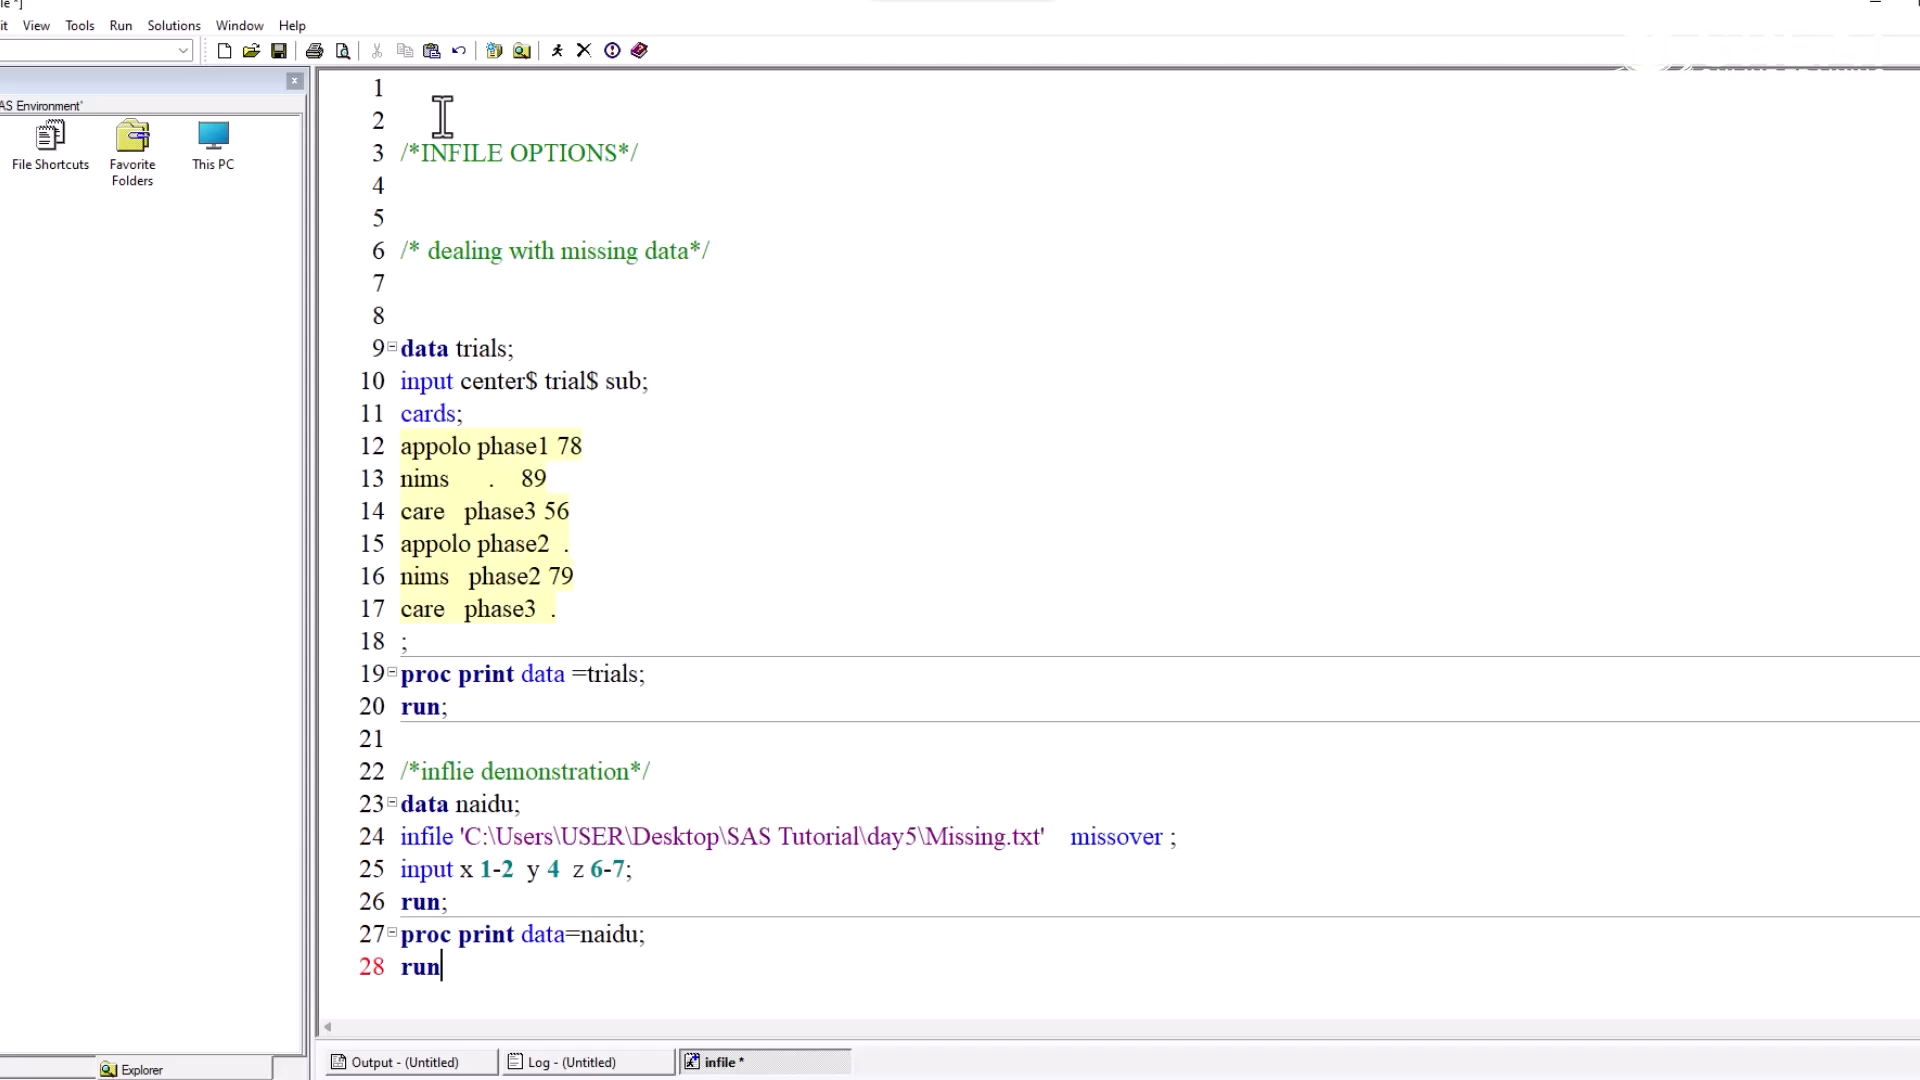 le *]
it View Tools Run Solutions Window Help
AS Environment'
File Shortcuts
Favorite Folders
This PC
1
2
3 /*INFILE OPTIONS*/
4
5
6 /* dealing with missing data*/
7
8
9 data trials;
10 input center$ trial$ sub;
11 cards;
12 appolo phase1 78
13 nims . 89
14 care phase3 56
15 appolo phase2 .
16 nims phase2 79
17 care phase3 .
18 ;
19 proc print data =trials;
20 run;
21
22 /*inflie demonstration*/
23 data naidu;
24 infile 'C:\Users\USER\Desktop\SAS Tutorial\day5\Missing.txt' missover ;
25 input x 1-2 y 4 z 6-7;
26 run;
27 proc print data=naidu;
28 run
Output - (Untitled) Log - (Untitled) infile *
Explorer